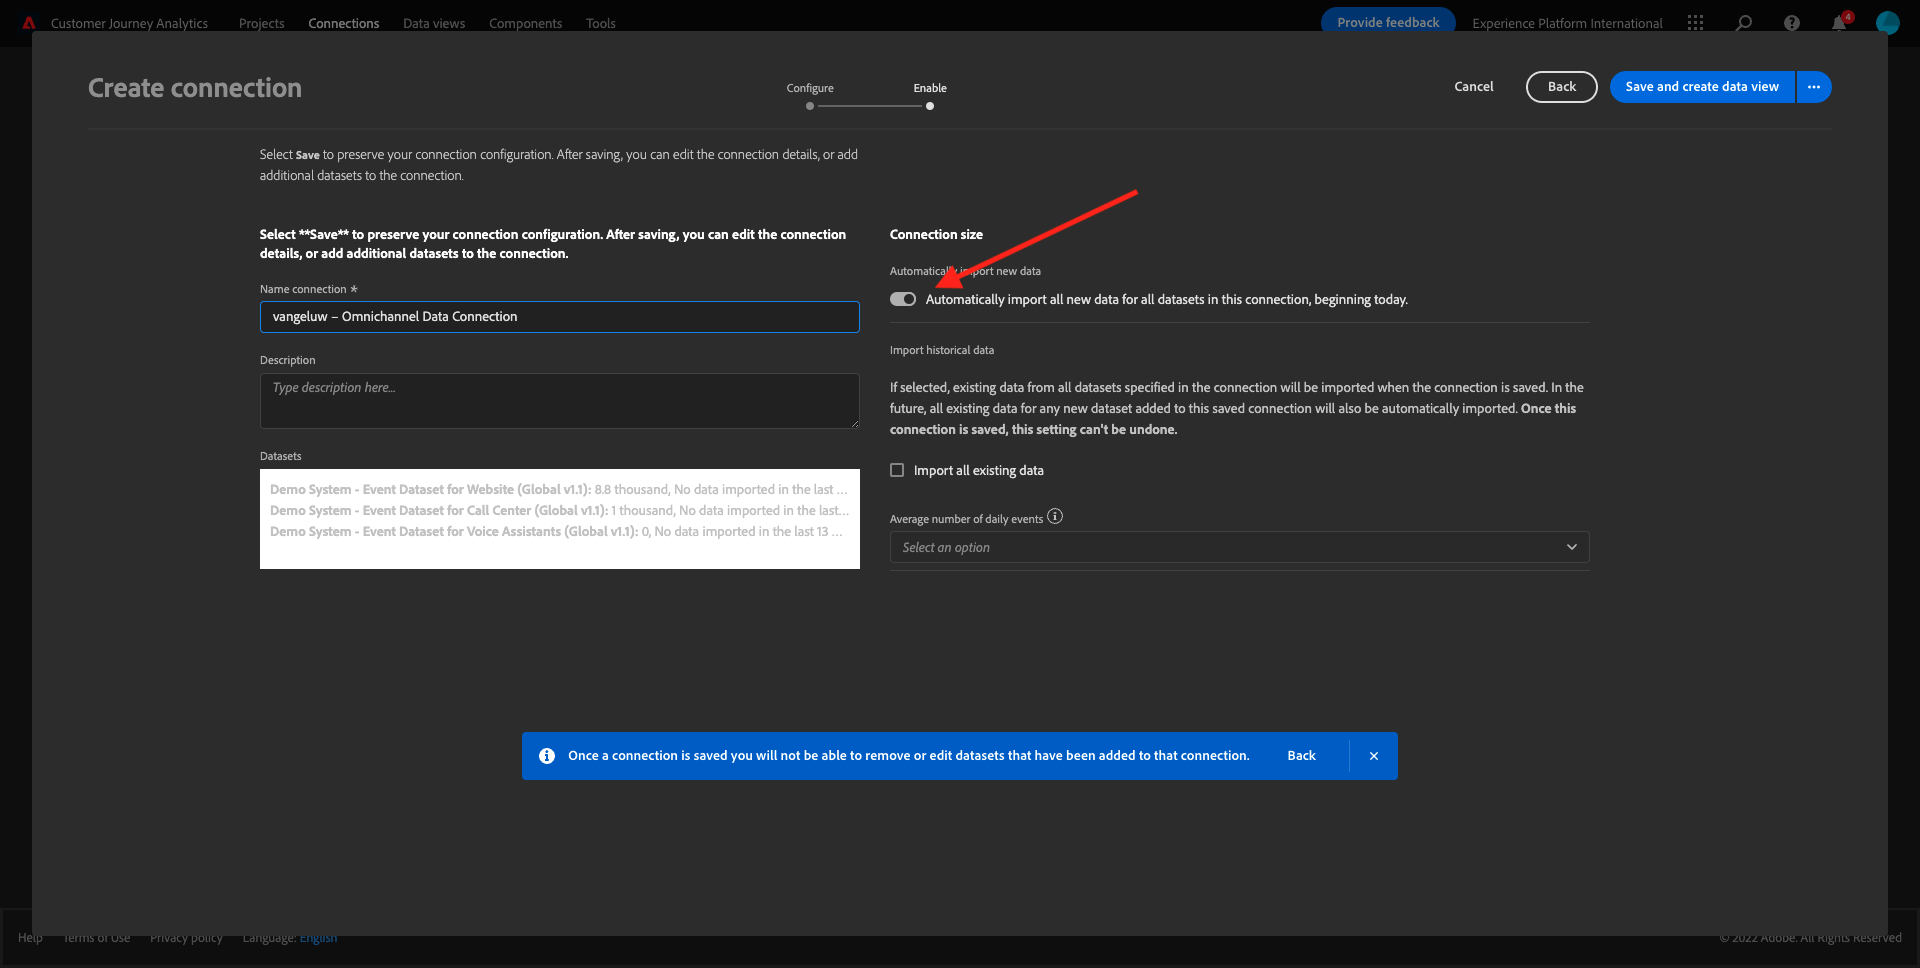 Customer Journey Analytics Projects Connections Data views Components Tools Provide feedback Experience Platform International 4
Create connection
Configure Enable
Cancel Back Save and create data view
Select Save to preserve your connection configuration. After saving, you can edit the connection details, or add
additional datasets to the connection.
Select **Save** to preserve your connection configuration. After saving, you can edit the connection
details, or add additional datasets to the connection.
Name connection *
vangeluw – Omnichannel Data Connection
Description
Type description here...
Datasets
Demo System - Event Dataset for Website (Global v1.1): 8.8 thousand, No data imported in the last ...
Demo System - Event Dataset for Call Center (Global v1.1): 1 thousand, No data imported in the last...
Demo System - Event Dataset for Voice Assistants (Global v1.1): 0, No data imported in the last 13 ...
Connection size
Automatically import new data
Automatically import all new data for all datasets in this connection, beginning today.
Import historical data
If selected, existing data from all datasets specified in the connection will be imported when the connection is saved. In the
future, all existing data for any new dataset added to this saved connection will also be automatically imported. Once this
connection is saved, this setting can't be undone.
Import all existing data
Average number of daily events
Select an option
Once a connection is saved you will not be able to remove or edit datasets that have been added to that connection. Back
Help Terms of Use Privacy policy Language: English © 2022 Adobe. All Rights Reserved